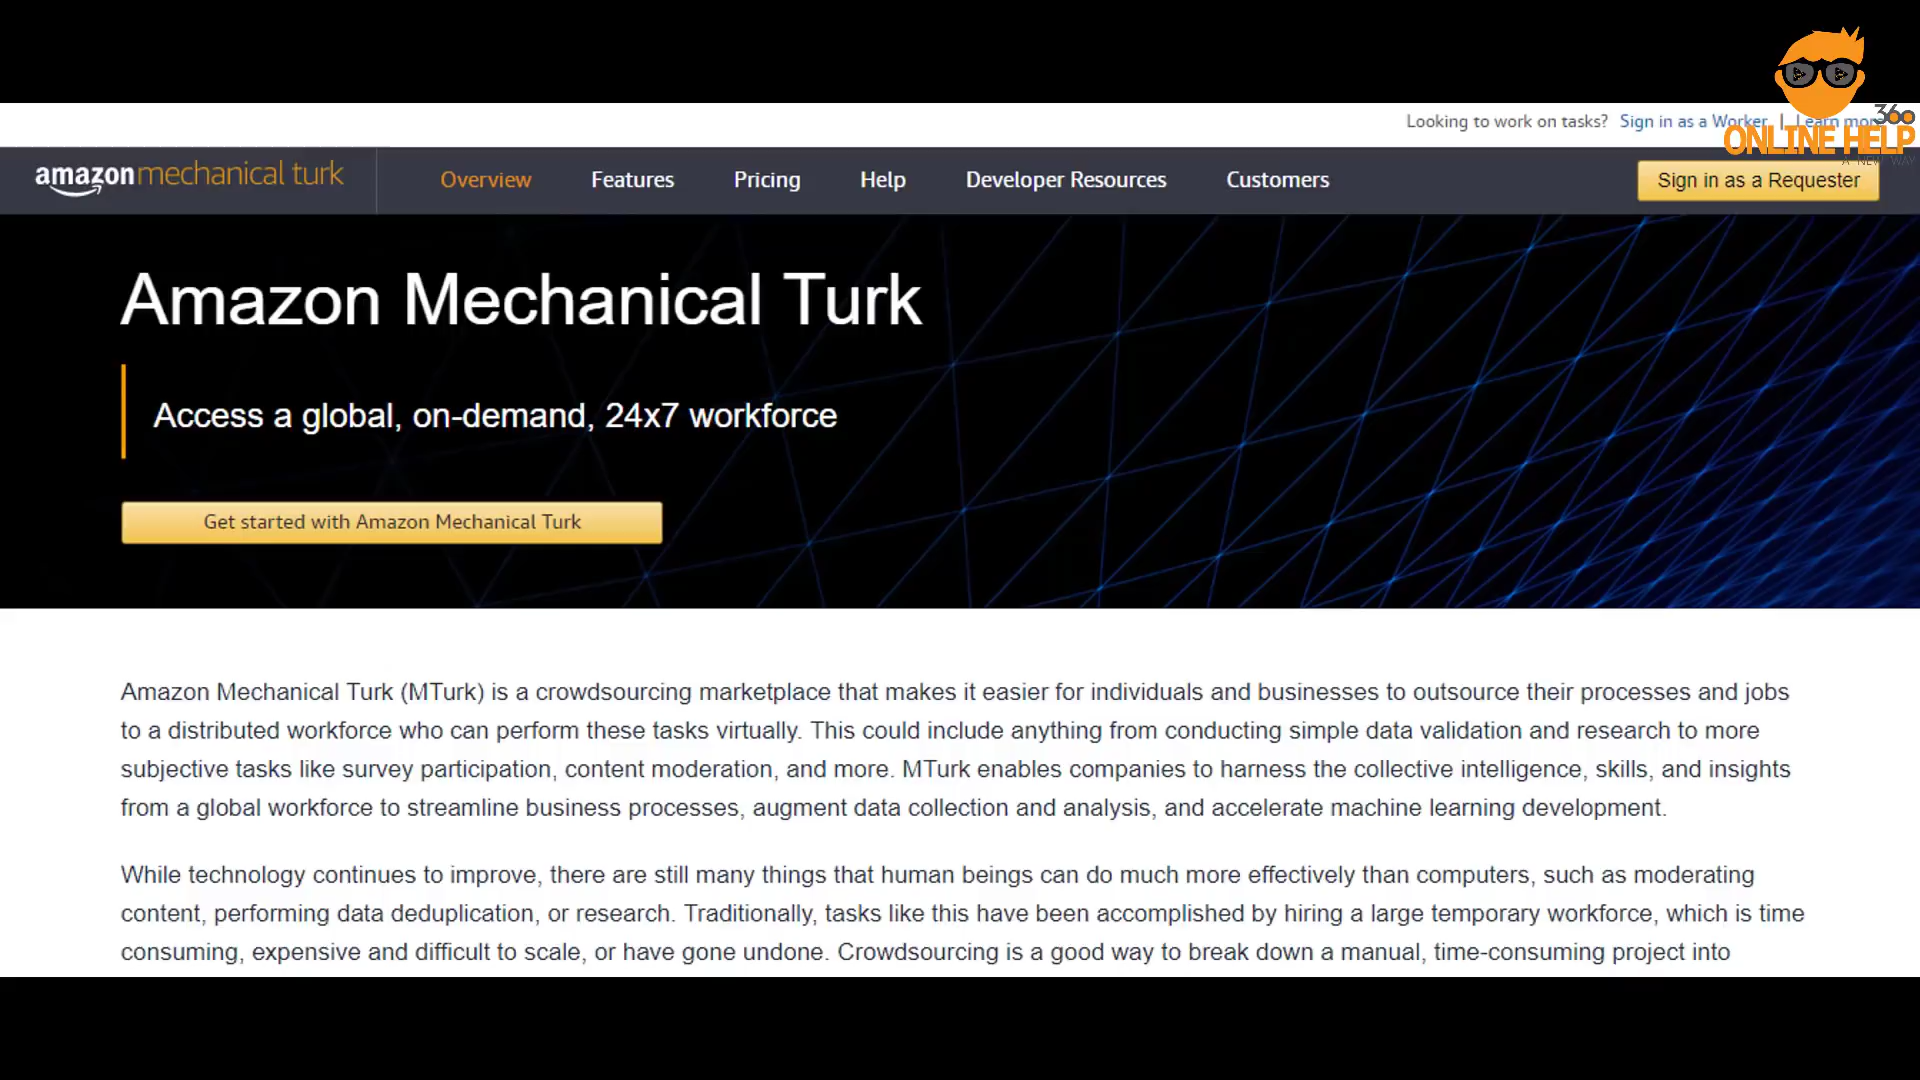 Looking to work on tasks? Sign in as a Worker | Learn more
360
ONLINE HELP
A NEW WAY
amazon mechanical turk
Overview Features Pricing Help Developer Resources Customers Sign in as a Requester
Amazon Mechanical Turk
Access a global, on-demand, 24x7 workforce
Get started with Amazon Mechanical Turk
Amazon Mechanical Turk (MTurk) is a crowdsourcing marketplace that makes it easier for individuals and businesses to outsource their processes and jobs
to a distributed workforce who can perform these tasks virtually. This could include anything from conducting simple data validation and research to more
subjective tasks like survey participation, content moderation, and more. MTurk enables companies to harness the collective intelligence, skills, and insights
from a global workforce to streamline business processes, augment data collection and analysis, and accelerate machine learning development.
While technology continues to improve, there are still many things that human beings can do much more effectively than computers, such as moderating
content, performing data deduplication, or research. Traditionally, tasks like this have been accomplished by hiring a large temporary workforce, which is time
consuming, expensive and difficult to scale, or have gone undone. Crowdsourcing is a good way to break down a manual, time-consuming project into